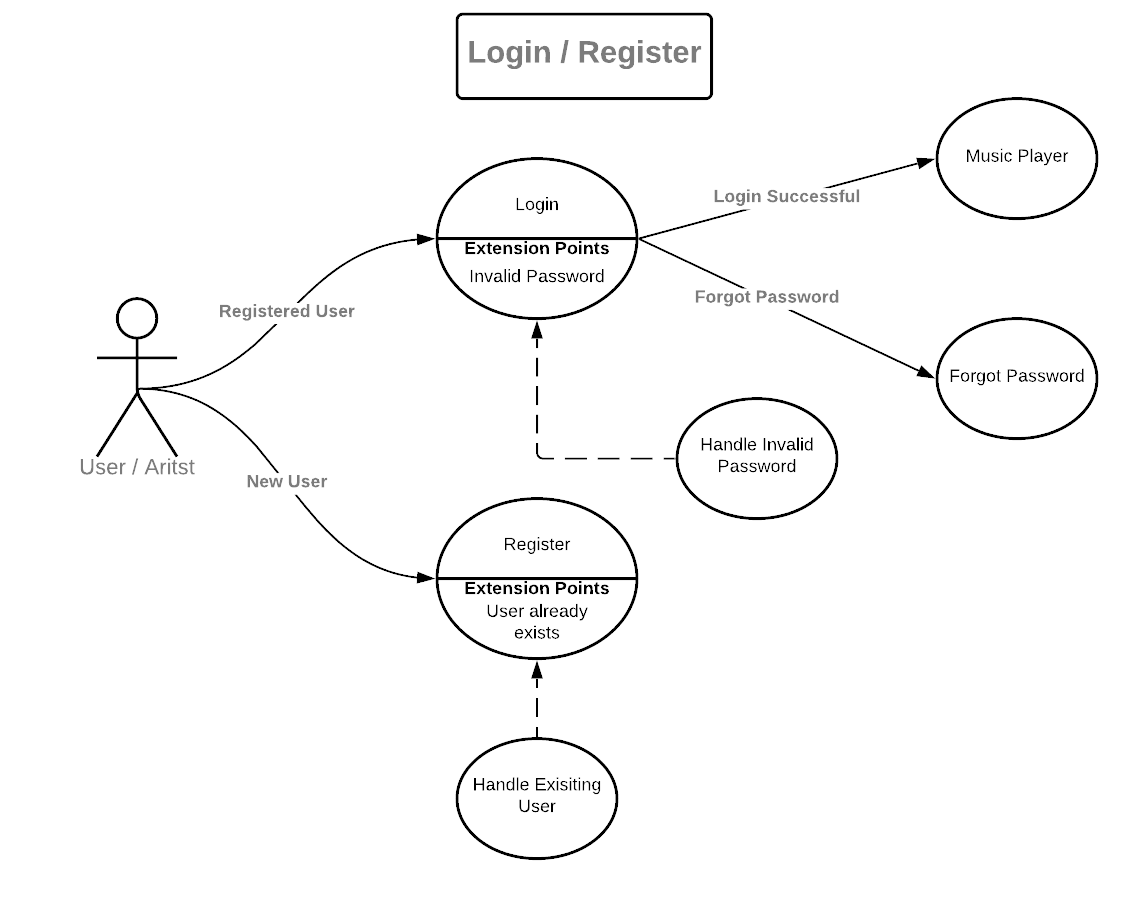 Login / Register
Music Player
Login
Login Successful
Extension Points
Invalid Password
Forgot Password
Registered User
Forgot Password
Handle Invalid
Password
User / Aritst
New User
Register
Extension Points
User already
exists
Handle Exisiting
User